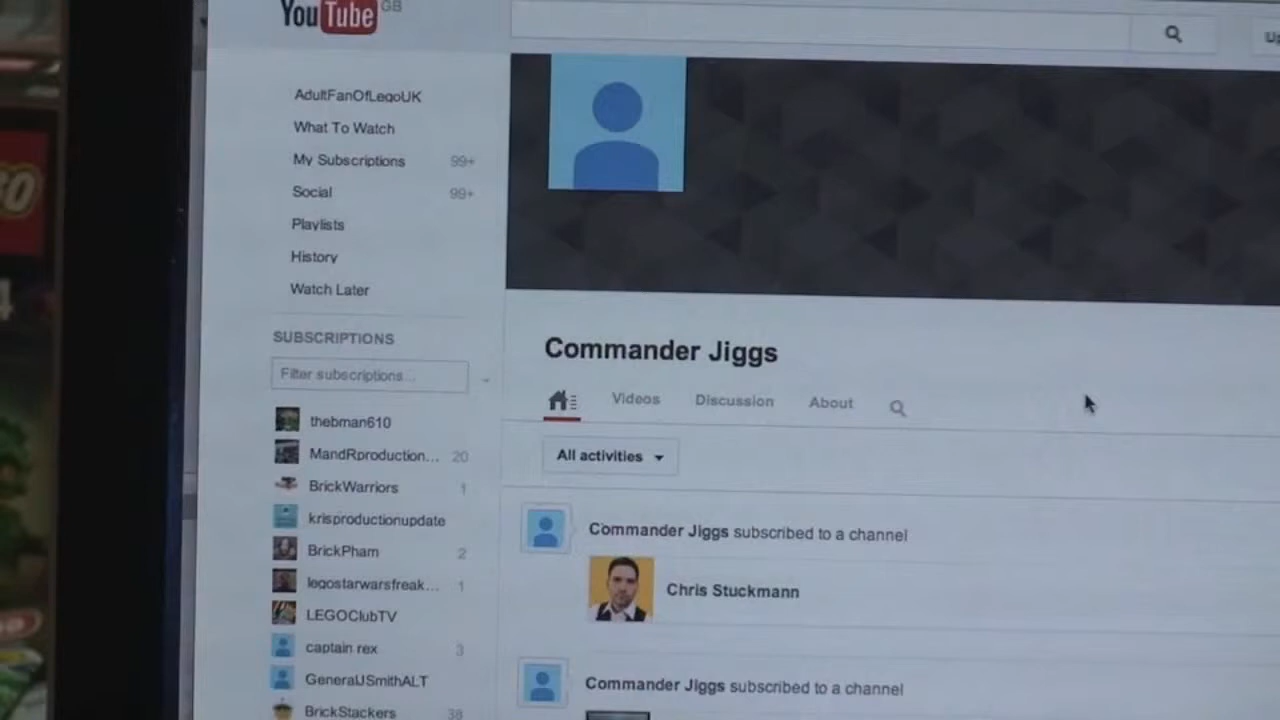 YouTube GB
AdultFanOfLegoUK
What To Watch
My Subscriptions 99+
Social 99+
Playlists
History
Watch Later
SUBSCRIPTIONS
Filter subscriptions...
thebman610
MandRproduction... 20
BrickWarriors 1
krisproductionupdate
BrickPham 2
legostarwarsfreak... 1
LEGOClubTV
captain rex 3
GeneralJSmithALT
BrickStackers 38
Commander Jiggs
Videos Discussion About
All activities
Commander Jiggs subscribed to a channel
Chris Stuckmann
Commander Jiggs subscribed to a channel